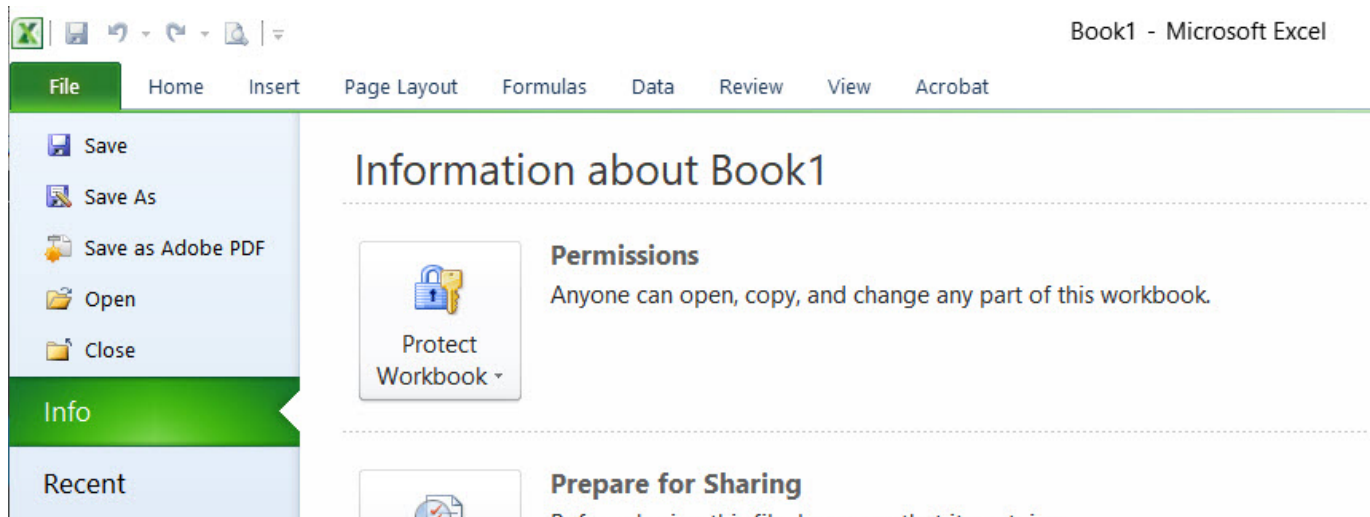 Book1 - Microsoft Excel
File Home Insert Page Layout Formulas Data Review View Acrobat
Save
Save As
Save as Adobe PDF
Open
Close
Info
Recent
Information about Book1
Protect
Workbook
Permissions
Anyone can open, copy, and change any part of this workbook.
Prepare for Sharing